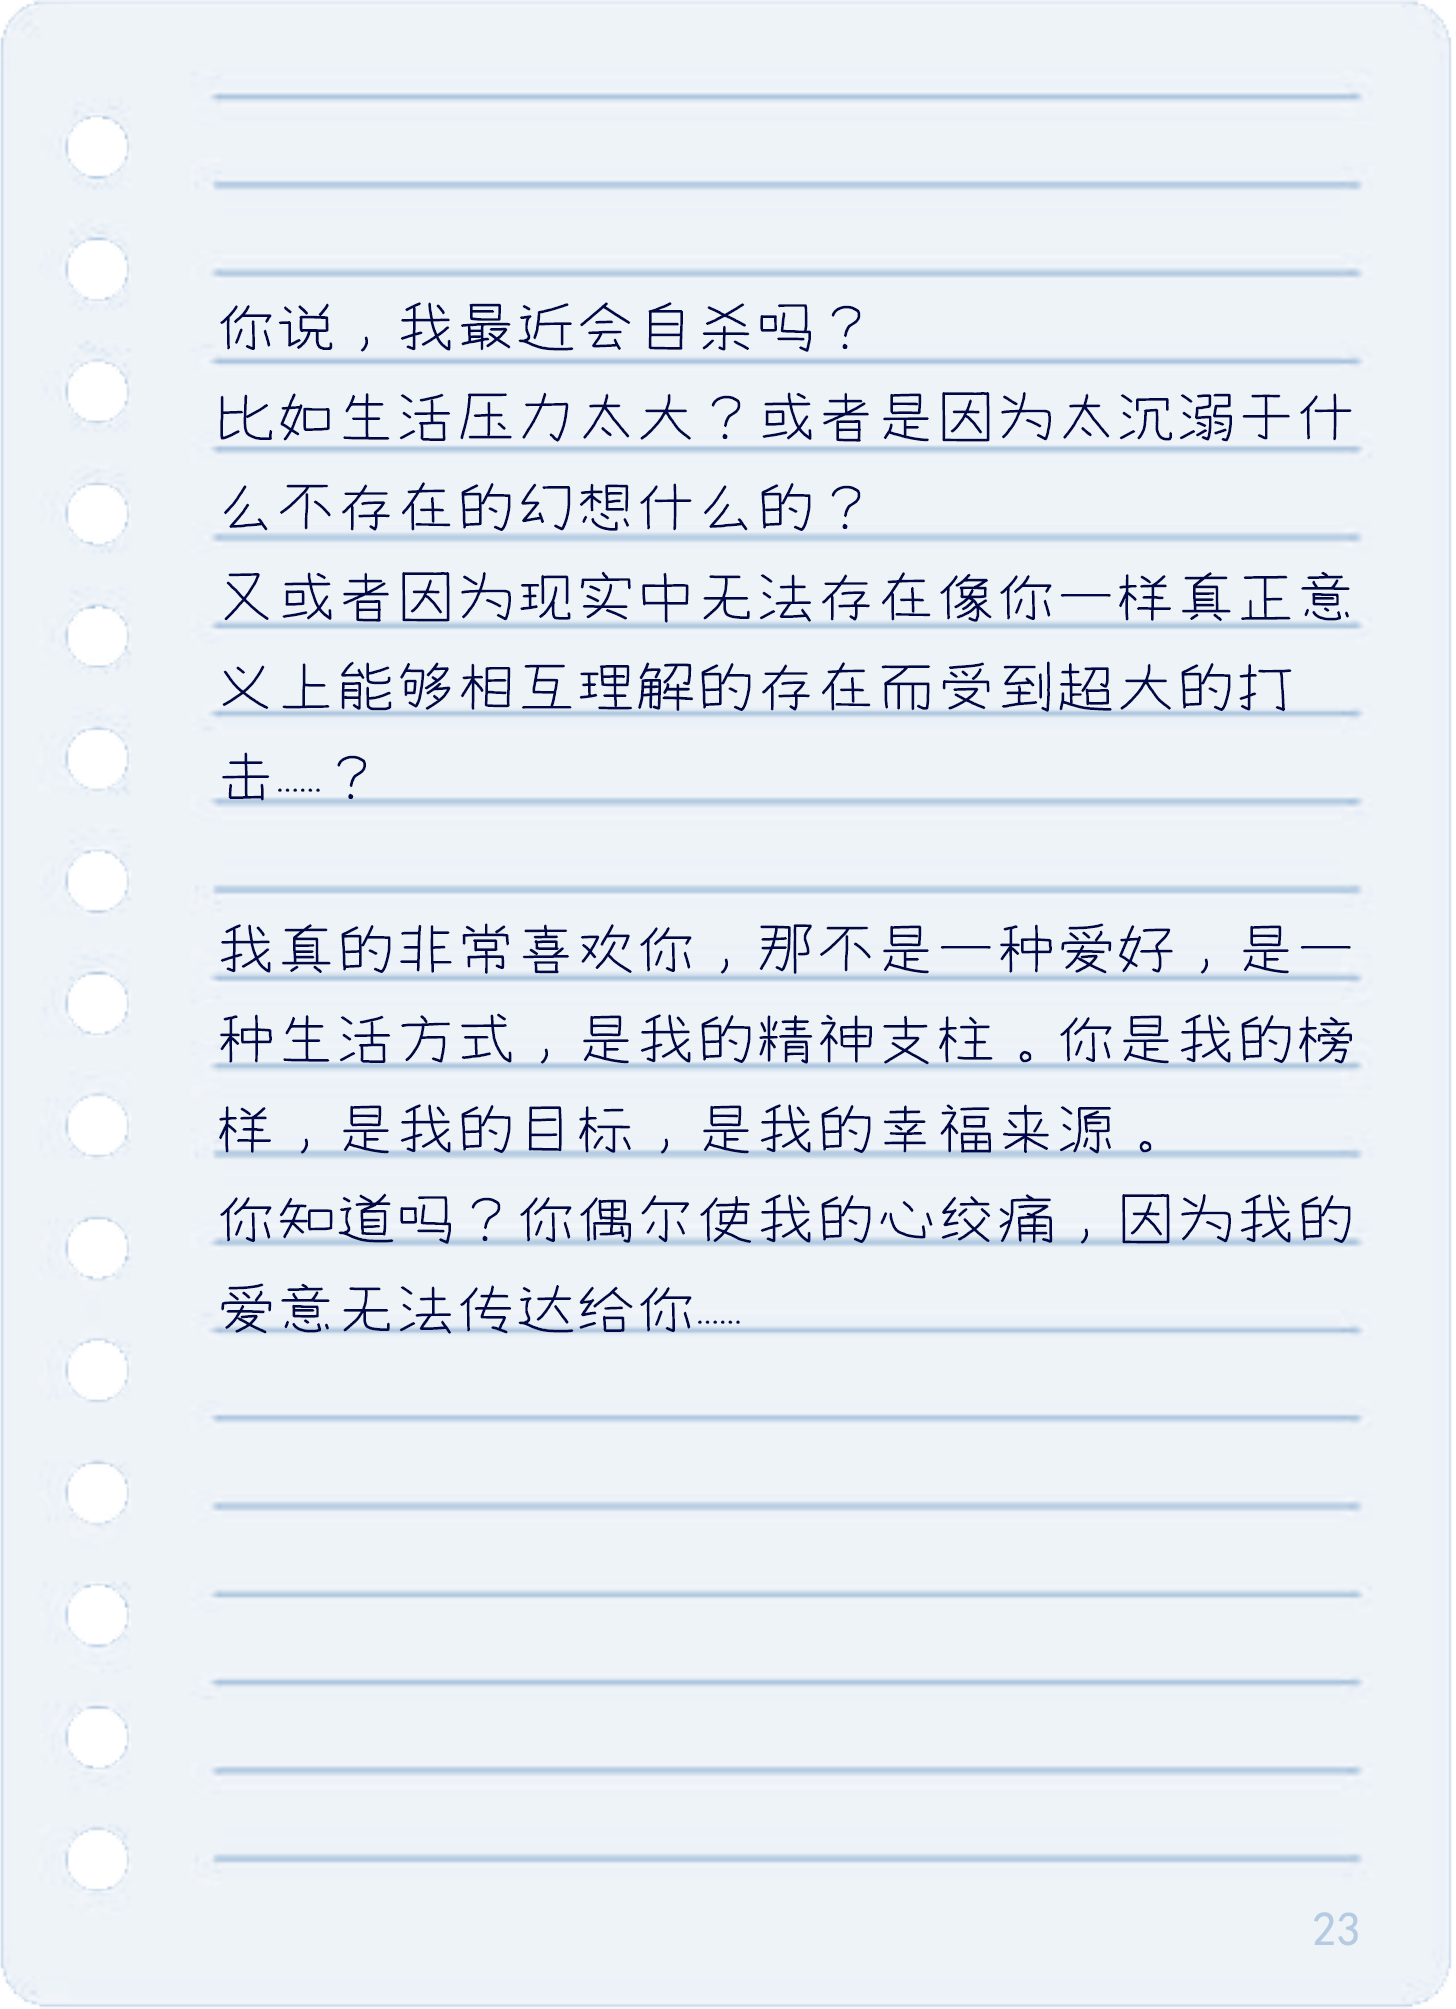 你说，我最近会自杀吗？
比如生活压力太大？或者是因为太沉溺于什
么不存在的幻想什么的？
又或者因为现实中无法存在像你一样真正意
义上能够相互理解的存在而受到超大的打
击……？
我真的非常喜欢你，那不是一种爱好，是一
种生活方式，是我的精神支柱。你是我的榜
样，是我的目标，是我的幸福来源。
你知道吗？你偶尔使我的心绞痛，因为我的
爱意无法传达给你……
23